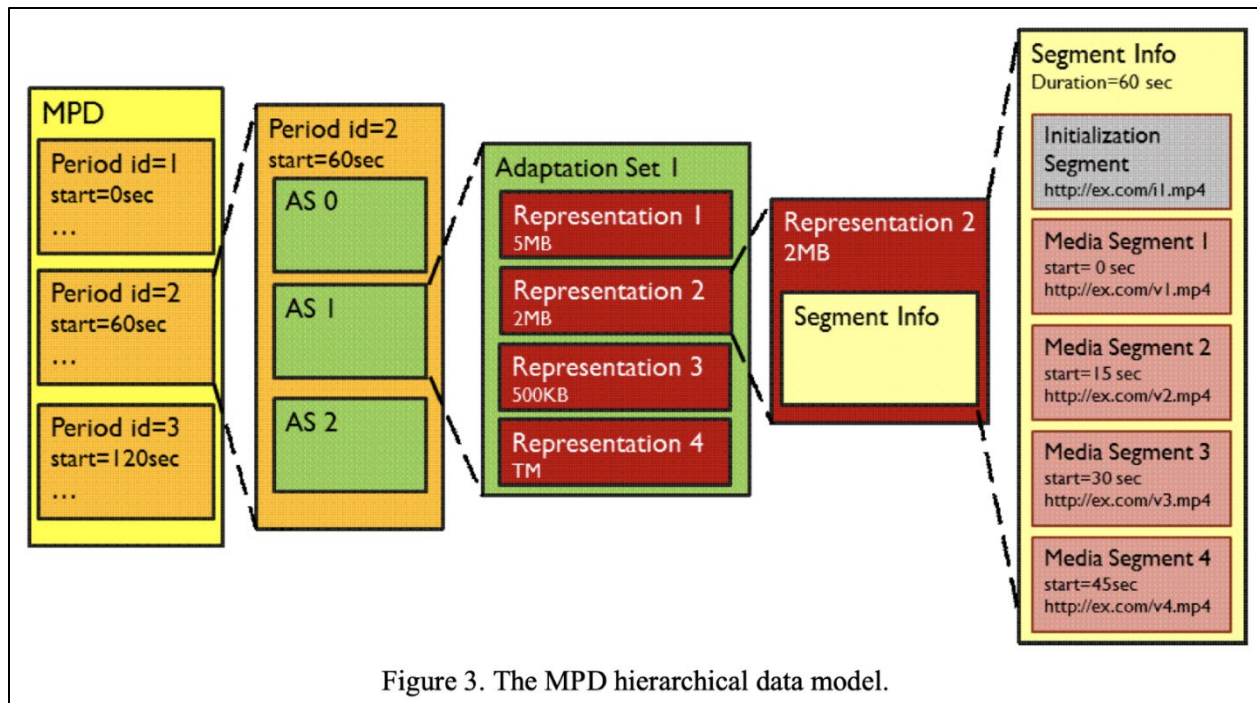 MPD
Period id=1
start=0sec
...
Period id=2
start=60sec
...
Period id=3
start=120sec
...
Period id=2
start=60sec
AS 0
AS 1
AS 2
Adaptation Set 1
Representation 1
5MB
Representation 2
2MB
Representation 3
500KB
Representation 4
TM
Representation 2
2MB
Segment Info
Segment Info
Duration=60 sec
Initialization
Segment
http://ex.com/i1.mp4
Media Segment 1
start= 0 sec
http://ex.com/v1.mp4
Media Segment 2
start=15 sec
http://ex.com/v2.mp4
Media Segment 3
start=30 sec
http://ex.com/v3.mp4
Media Segment 4
start=45sec
http://ex.com/v4.mp4
Figure 3. The MPD hierarchical data model.